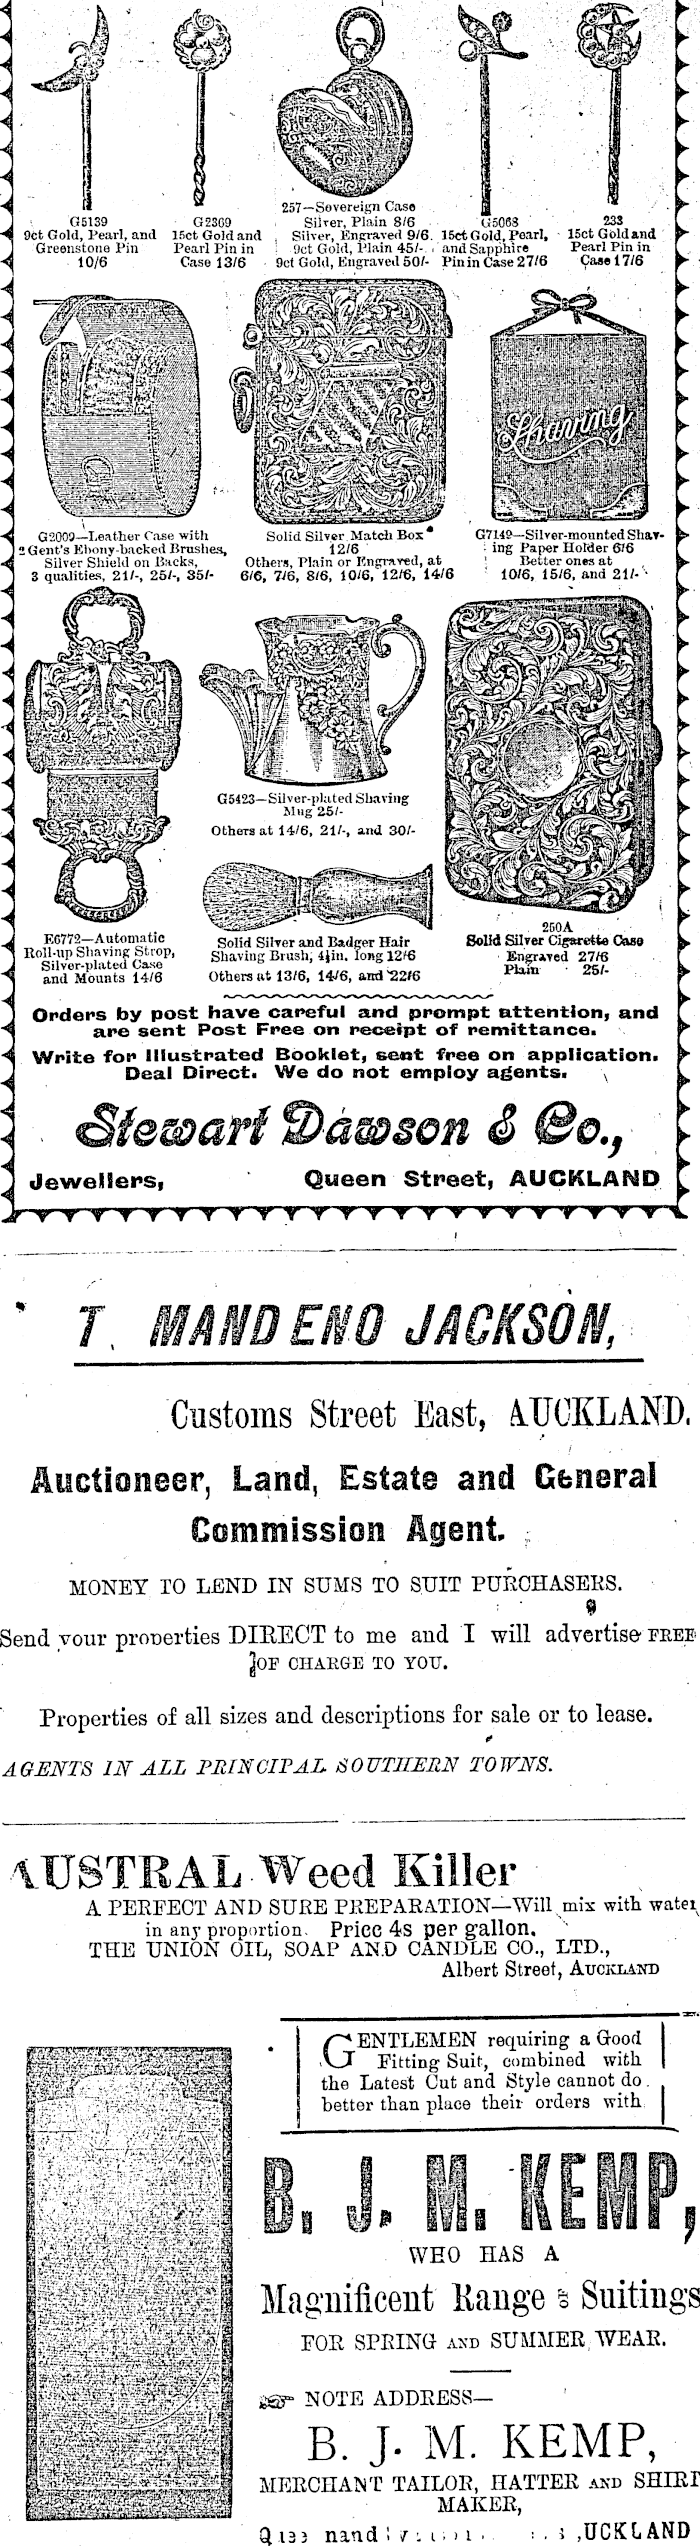 G5139
9ct Gold, Pearl, and
Greenstone Pin
10/6
G2369
15ct Gold and
Pearl Pin in
Case 13/6
257—Sovereign Case
Silver, Plain 8/6
Silver, Engraved 9/6
9ct Gold, Plain 45/-
9ct Gold, Engraved 50/-
G5068
15ct Gold, Pearl,
and Sapphire
Pin in Case 27/6
233
15ct Gold and
Pearl Pin in
Case 17/6
Shaving
G2009—Leather Case with
2 Gent's Ebony-backed Brushes,
Silver Shield on Backs,
3 qualities, 21/-, 25/-, 35/-
Solid Silver Match Box
12/6
Others, Plain or Engraved, at
6/6, 7/6, 8/6, 10/6, 12/6, 14/6
G7149—Silver-mounted Shav-
ing Paper Holder 6/6
Better ones at
10/6, 15/6, and 21/-
G5423—Silver-plated Shaving
Mug 25/-
Others at 14/6, 21/-, and 30/-
E6772—Automatic
Roll-up Shaving Strop,
Silver-plated Case
and Mounts 14/6
Solid Silver and Badger Hair
Shaving Brush, 4½in. long 12/6
Others at 13/6, 14/6, and 22/6
250A
Solid Silver Cigarette Case
Engraved 27/6
Plain 25/-
Orders by post have careful and prompt attention, and
are sent Post Free on receipt of remittance.
Write for Illustrated Booklet, sent free on application.
Deal Direct. We do not employ agents.
Stewart Dawson & Co.,
Jewellers, Queen Street, AUCKLAND
T. MANDENO JACKSON,
Customs Street East, AUCKLAND.
Auctioneer, Land, Estate and General
Commission Agent.
MONEY TO LEND IN SUMS TO SUIT PURCHASERS.
Send your properties DIRECT to me and I will advertise FREE
OF CHARGE TO YOU.
Properties of all sizes and descriptions for sale or to lease.
AGENTS IN ALL PRINCIPAL SOUTHERN TOWNS.
AUSTRAL Weed Killer
A PERFECT AND SURE PREPARATION—Will mix with water
in any proportion. Price 4s per gallon.
THE UNION OIL, SOAP AND CANDLE CO., LTD.,
Albert Street, AUCKLAND
GENTLEMEN requiring a Good
Fitting Suit, combined with
the Latest Cut and Style cannot do
better than place their orders with
B. J. M. KEMP,
WHO HAS A
Magnificent Range of Suitings
FOR SPRING AND SUMMER WEAR.
NOTE ADDRESS—
B. J. M. KEMP,
MERCHANT TAILOR, HATTER AND SHIRT
MAKER,
UCKLAND